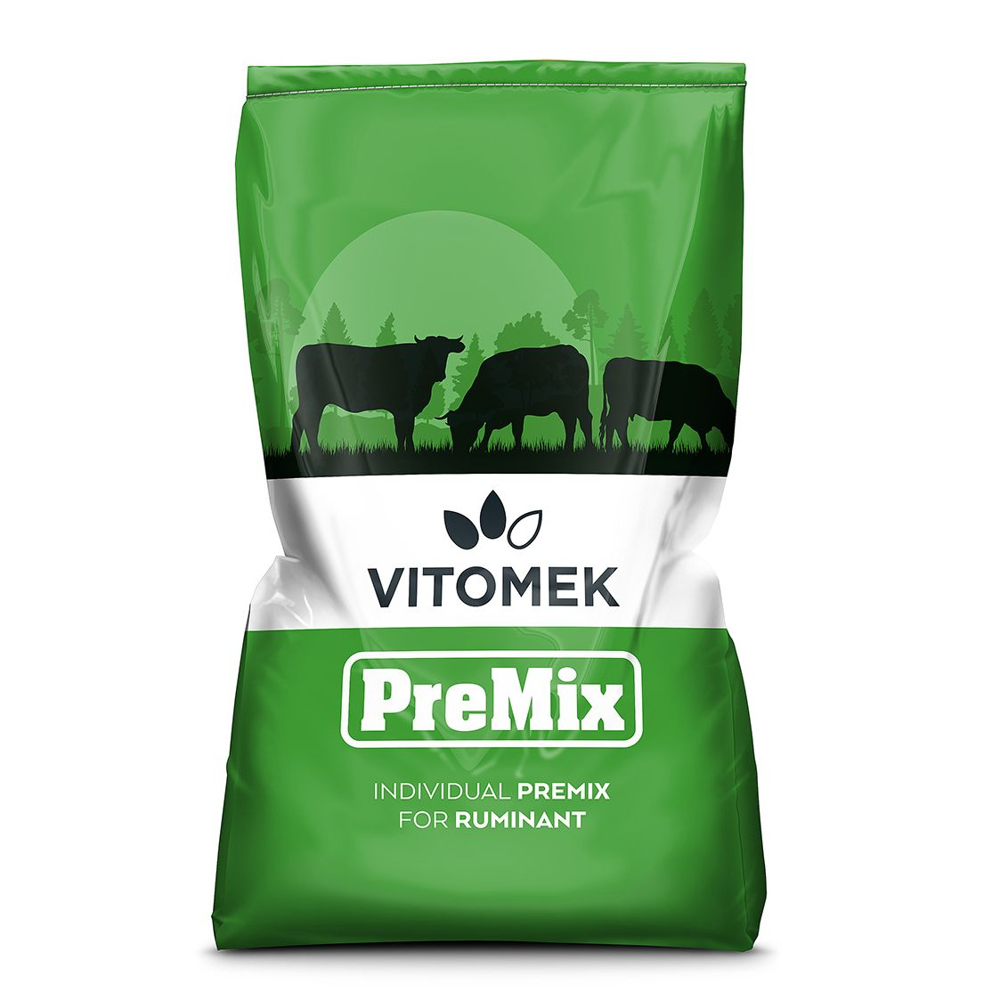 VITOMEK
PreMix
INDIVIDUAL PREMIX
FOR RUMINANT